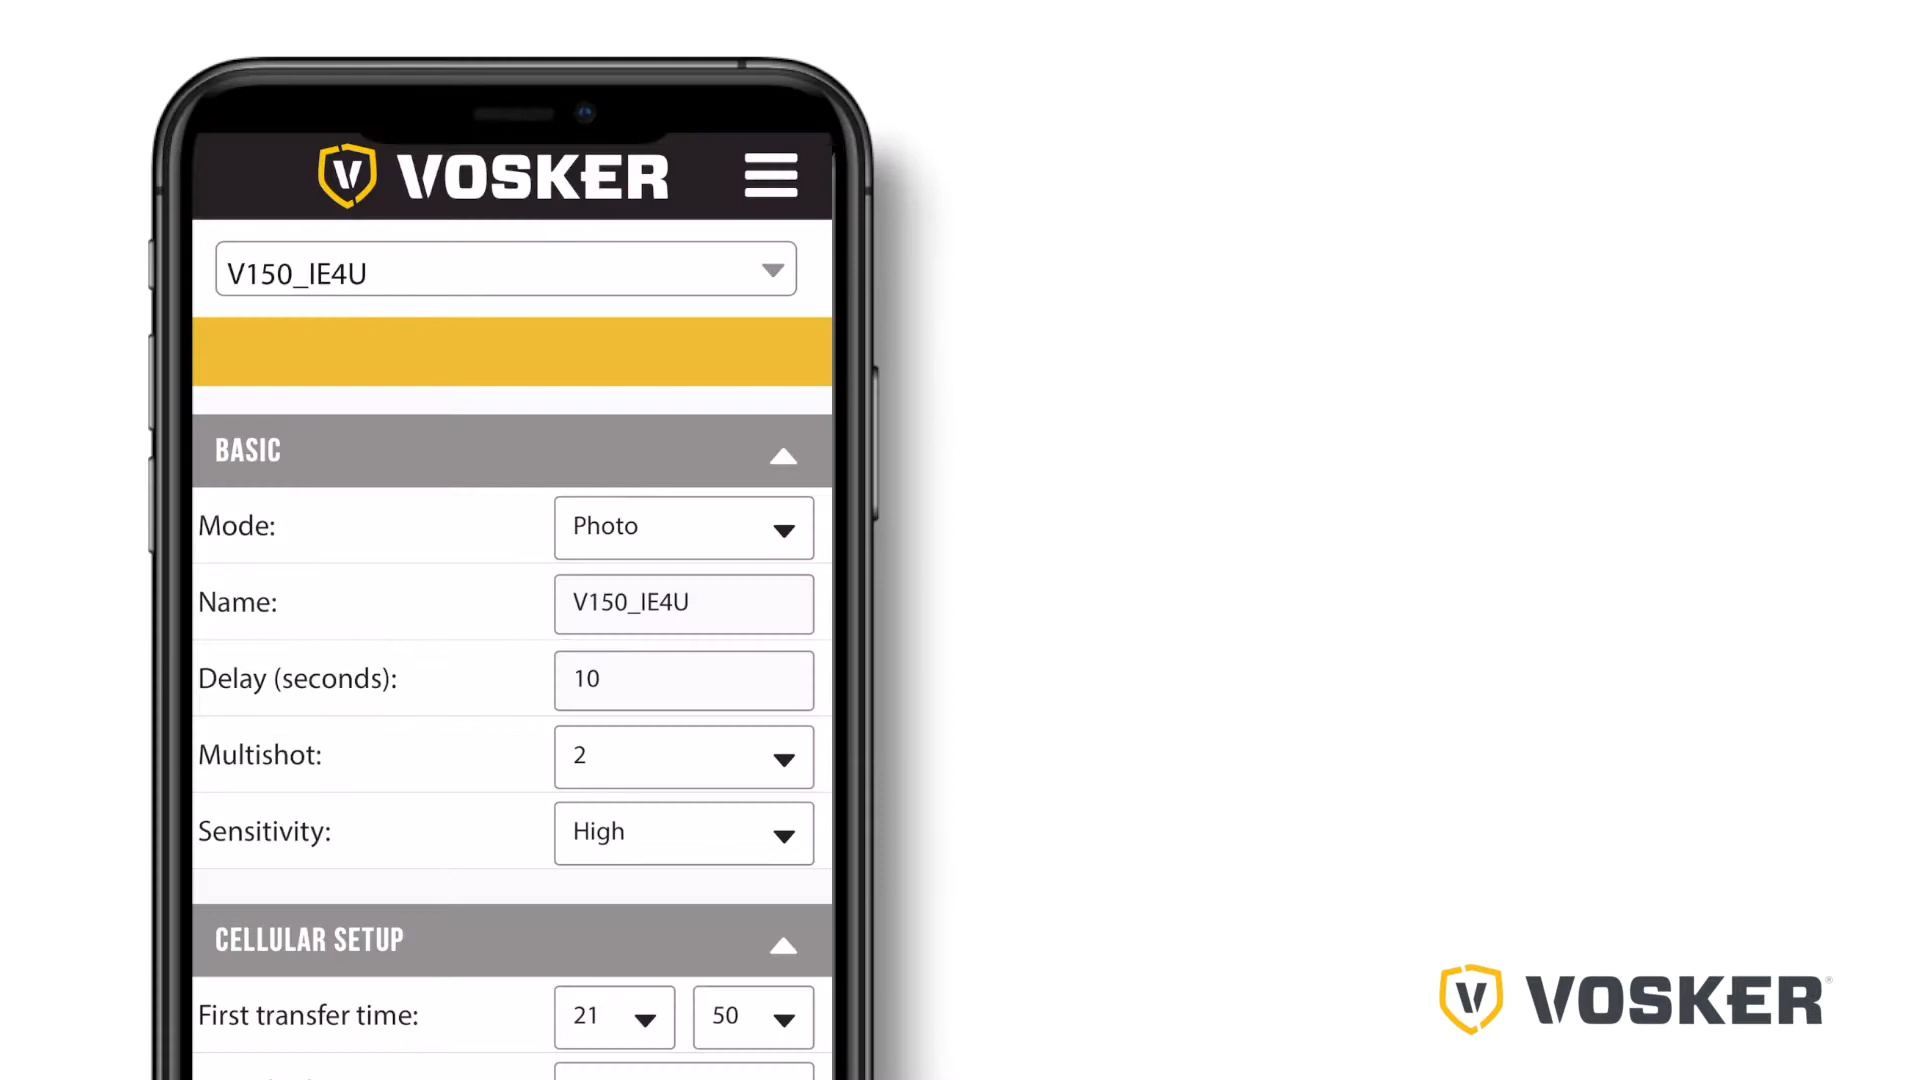 VOSKER
V150_IE4U
BASIC
Mode: Photo
Name: V150_IE4U
Delay (seconds): 10
Multishot: 2
Sensitivity: High
CELLULAR SETUP
First transfer time: 21 50
VOSKER®